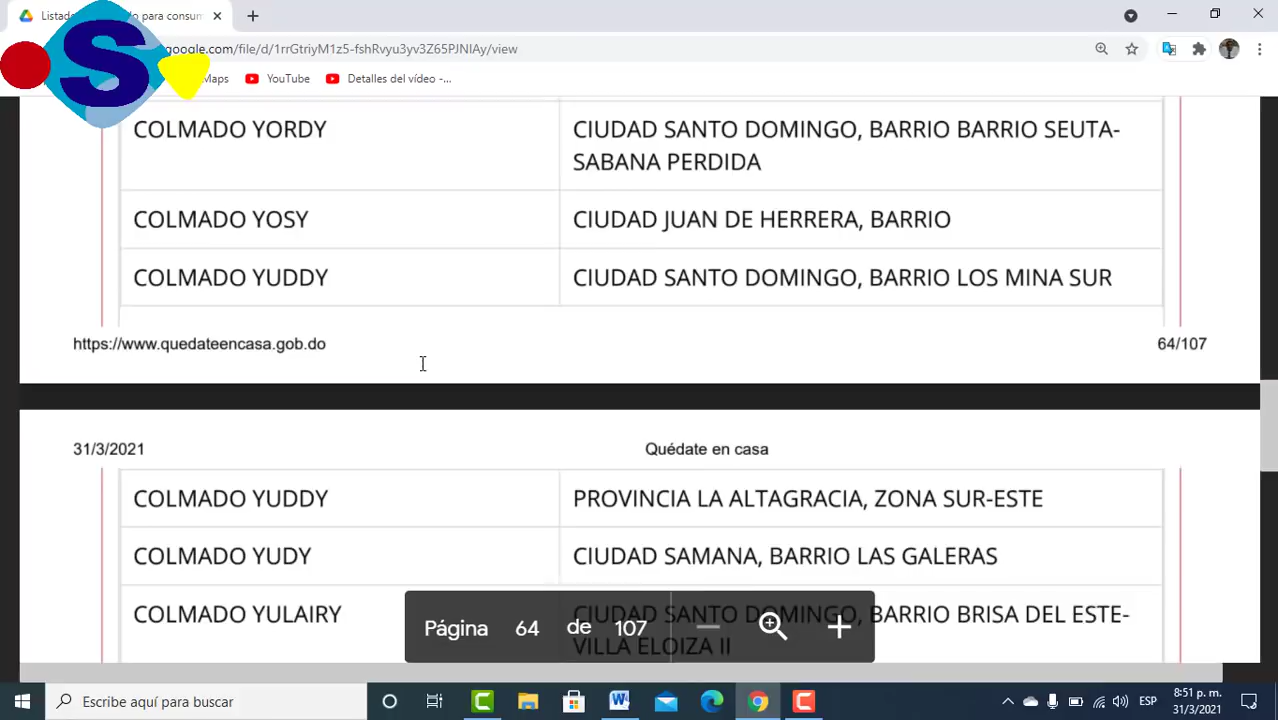 Listado
o para consum
S
google.com/file/d/1rrGtriyM1z5-fshRvyu3yv3Z65PJNIAy/view
Maps
YouTube
Detalles del vídeo -...
COLMADO YORDY
CIUDAD SANTO DOMINGO, BARRIO BARRIO SEUTA-
SABANA PERDIDA
COLMADO YOSY
CIUDAD JUAN DE HERRERA, BARRIO
COLMADO YUDDY
CIUDAD SANTO DOMINGO, BARRIO LOS MINA SUR
https://www.quedateencasa.gob.do
64/107
31/3/2021
Quédate en casa
COLMADO YUDDY
PROVINCIA LA ALTAGRACIA, ZONA SUR-ESTE
COLMADO YUDY
CIUDAD SAMANA, BARRIO LAS GALERAS
COLMADO YULAIRY
CIUDAD SANTO DOMINGO, BARRIO BRISA DEL ESTE-
VILLA ELOIZA II
Página 64 de 107
Escribe aquí para buscar
ESP
8:51 p. m.
31/3/2021